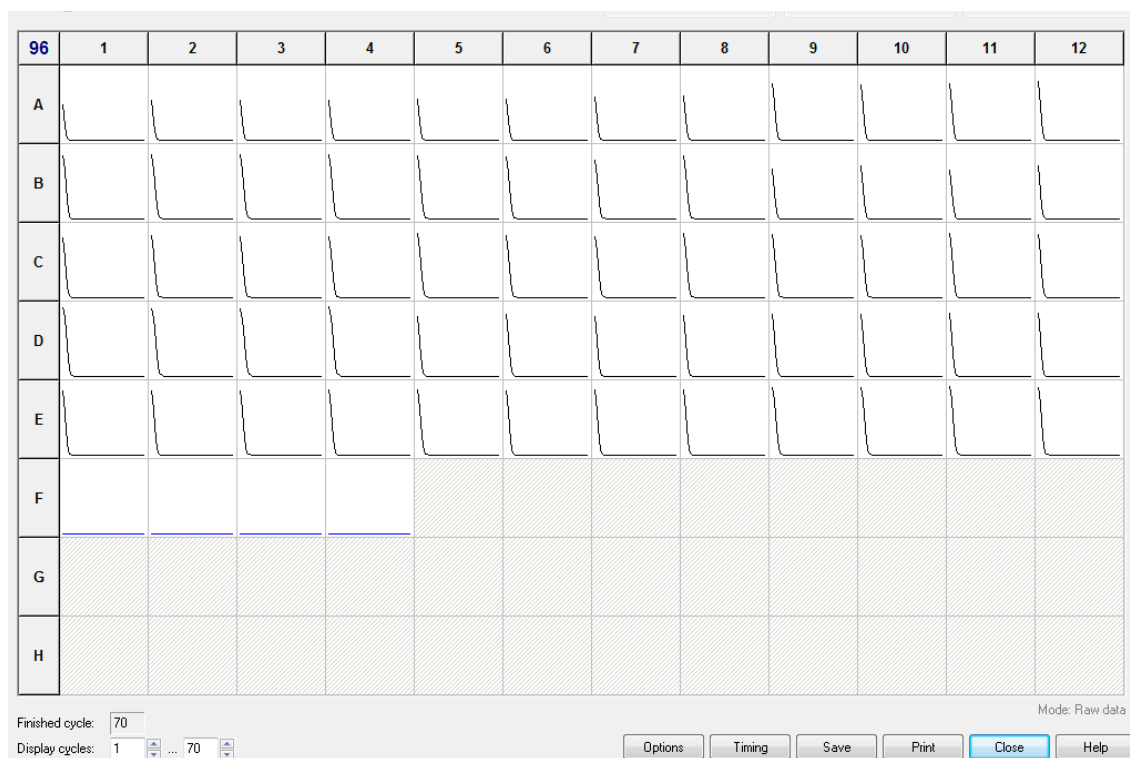 96 1 2 3 4 5 6 7 8 9 10 11 12
A
B
C
D
E
F
G
H
Mode: Raw data
Finished cycle: 70
Display cycles: 1 ... 70
Options Timing Save Print Close Help